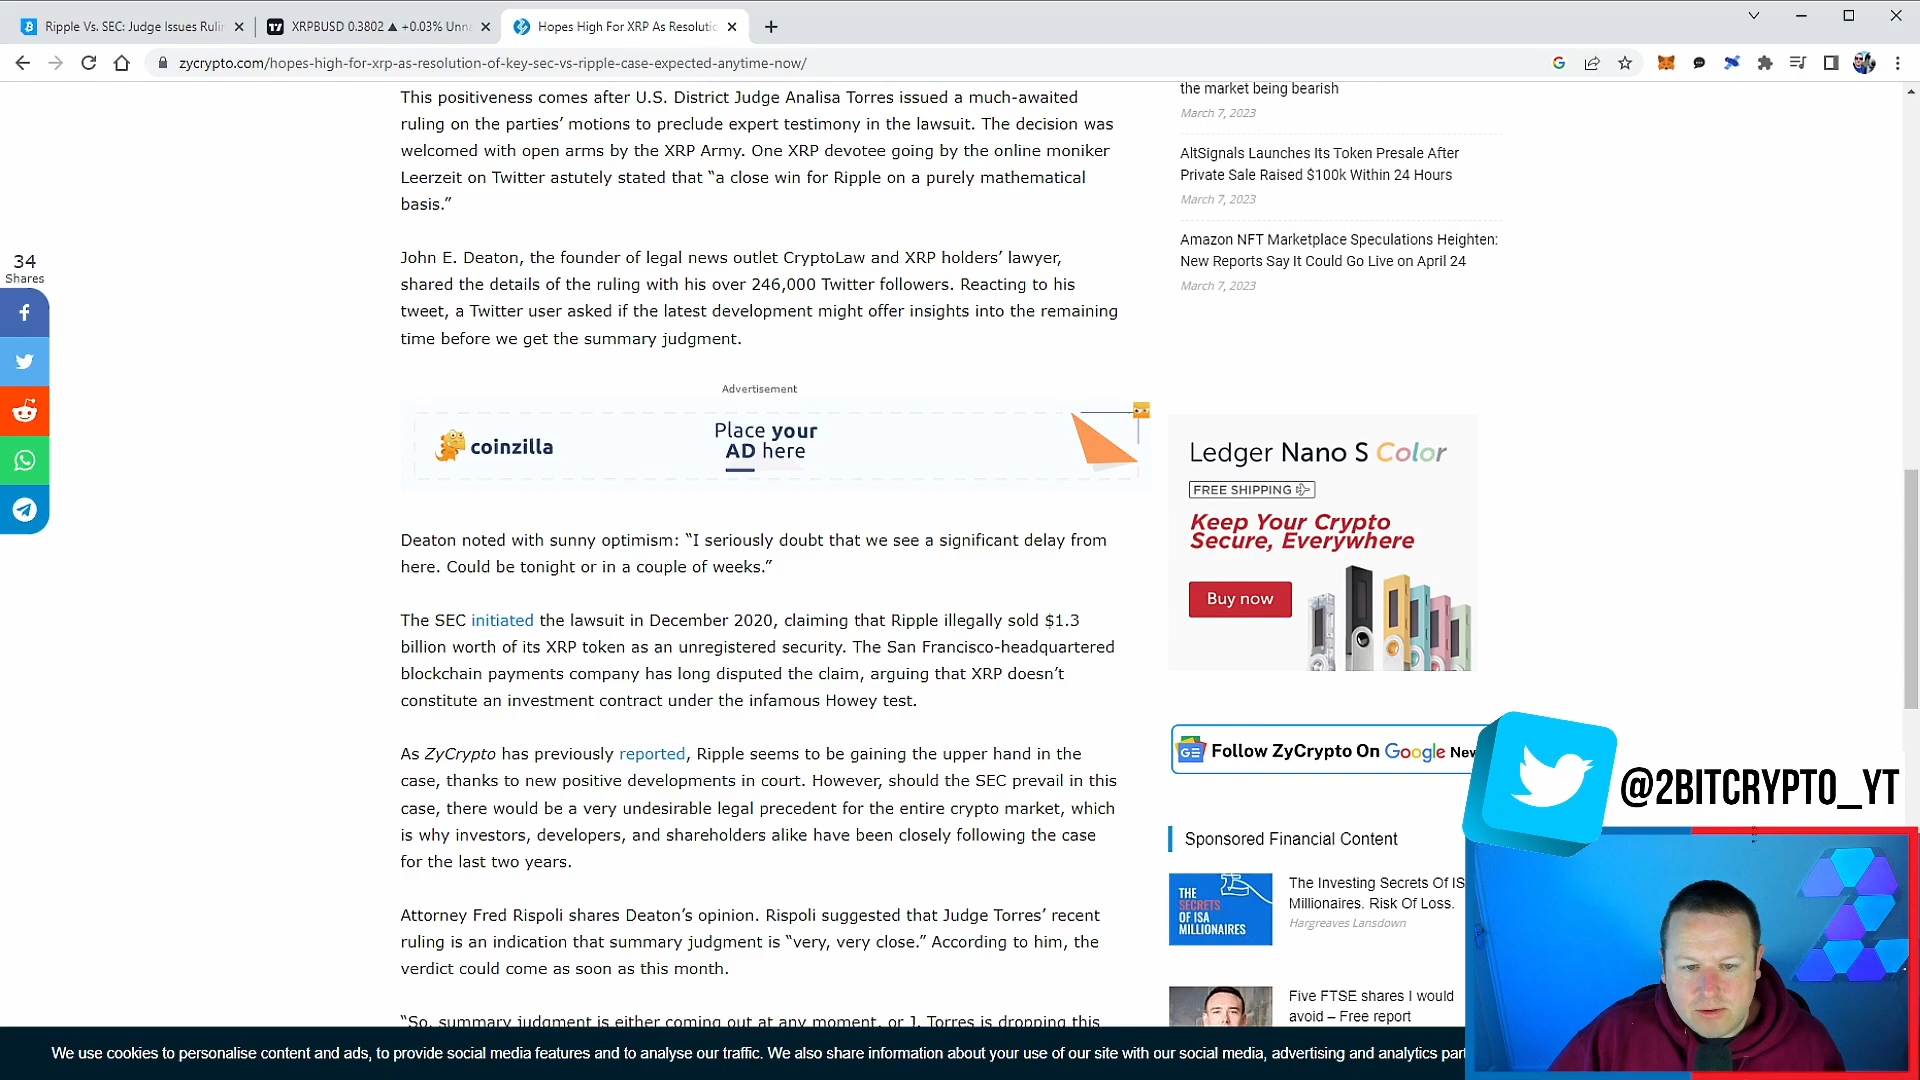 Ripple Vs. SEC: Judge Issues Rulin
XRPBUSD 0.3802 ▲ +0.03% Unna
Hopes High For XRP As Resolutio
zycrypto.com/hopes-high-for-xrp-as-resolution-of-key-sec-vs-ripple-case-expected-anytime-now/
This positiveness comes after U.S. District Judge Analisa Torres issued a much-awaited
ruling on the parties’ motions to preclude expert testimony in the lawsuit. The decision was
welcomed with open arms by the XRP Army. One XRP devotee going by the online moniker
Leerzeit on Twitter astutely stated that “a close win for Ripple on a purely mathematical
basis.”
John E. Deaton, the founder of legal news outlet CryptoLaw and XRP holders’ lawyer,
shared the details of the ruling with his over 246,000 Twitter followers. Reacting to his
tweet, a Twitter user asked if the latest development might offer insights into the remaining
time before we get the summary judgment.
34
Shares
Advertisement
coinzilla
Place your
AD here
Deaton noted with sunny optimism: “I seriously doubt that we see a significant delay from
here. Could be tonight or in a couple of weeks.”
The SEC initiated the lawsuit in December 2020, claiming that Ripple illegally sold $1.3
billion worth of its XRP token as an unregistered security. The San Francisco-headquartered
blockchain payments company has long disputed the claim, arguing that XRP doesn’t
constitute an investment contract under the infamous Howey test.
As ZyCrypto has previously reported, Ripple seems to be gaining the upper hand in the
case, thanks to new positive developments in court. However, should the SEC prevail in this
case, there would be a very undesirable legal precedent for the entire crypto market, which
is why investors, developers, and shareholders alike have been closely following the case
for the last two years.
Attorney Fred Rispoli shares Deaton’s opinion. Rispoli suggested that Judge Torres’ recent
ruling is an indication that summary judgment is “very, very close.” According to him, the
verdict could come as soon as this month.
“So, summary judgment is either coming out at any moment, or J. Torres is dropping this
the market being bearish
March 7, 2023
AltSignals Launches Its Token Presale After
Private Sale Raised $100k Within 24 Hours
March 7, 2023
Amazon NFT Marketplace Speculations Heighten:
New Reports Say It Could Go Live on April 24
March 7, 2023
Ledger Nano S Color
FREE SHIPPING
Keep Your Crypto
Secure, Everywhere
Buy now
Follow ZyCrypto On Google New
@2BITCRYPTO_YT
Sponsored Financial Content
THE
SECRETS
OF ISA
MILLIONAIRES
The Investing Secrets Of IS
Millionaires. Risk Of Loss.
Hargreaves Lansdown
Five FTSE shares I would
avoid – Free report
We use cookies to personalise content and ads, to provide social media features and to analyse our traffic. We also share information about your use of our site with our social media, advertising and analytics part